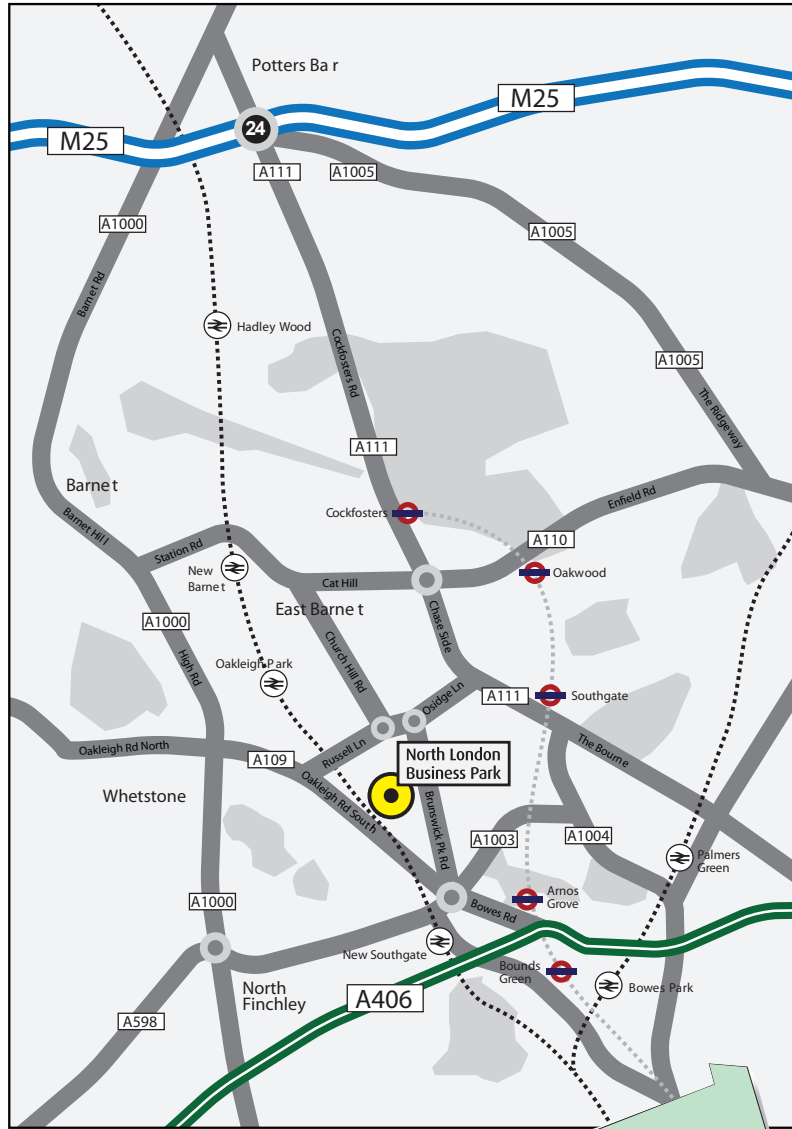 Potters Ba r
M25
M25
24
A111
A1005
A1000
A1005
Barnet Rd
Hadley Wood
Cockfosters Rd
A1005
The Ridgeway
A111
Barne t
Enfield Rd
Cockfosters
Barnet Hil l
A110
Station Rd
New
Barnet
Cat Hill
Oakwood
East Barne t
Chase Side
A1000
High Rd
Church Hill Rd
Oakleigh Park
Osidge Ln
A111
Southgate
Oakleigh Rd North
The Bourne
A109
Russell Ln
North London
Business Park
Whetstone
Oakleigh Rd South
Brunswick Pk Rd
A1003
A1004
Palmers
Green
A1000
Arnos
Grove
Bowes Rd
New Southgate
Bounds
Green
North
Finchley
A406
Bowes Park
A598